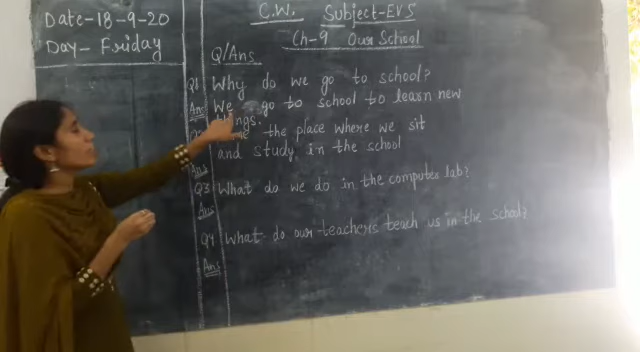 Date-18-9-20
Day- Friday
C.W. Subject-EVS
Ch-9 Our School
Q/Ans
Q1 Why do we go to school?
Ans We go to school to learn new
things.
the place where we sit
and study in the school
Ans
Q3 What do we do in the computer lab?
Ans
Q4 What do our teachers teach us in the school?
Ans